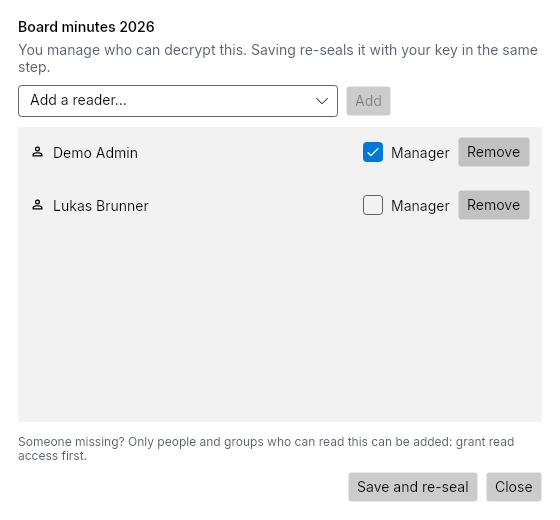 Board minutes 2026
You manage who can decrypt this. Saving re-seals it with your key in the same
step.
Add a reader...
Add
Demo Admin
Manager
Remove
Lukas Brunner
Manager
Remove
Someone missing? Only people and groups who can read this can be added: grant read
access first.
Save and re-seal
Close